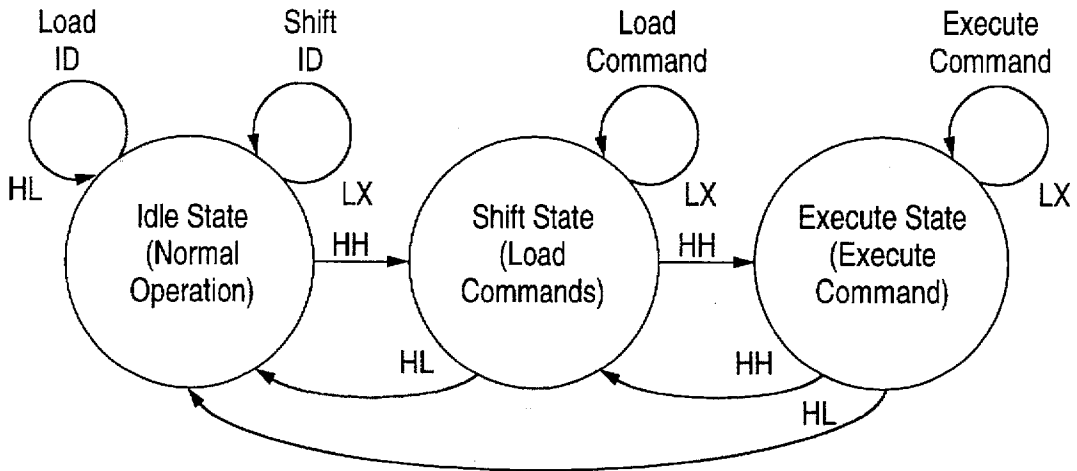 Load
ID
Shift
ID
Load
Command
Execute
Command
HL
LX
LX
LX
Idle State
(Normal
Operation)
HH
Shift State
(Load
Commands)
HH
Execute State
(Execute
Command)
HL
HH
HL